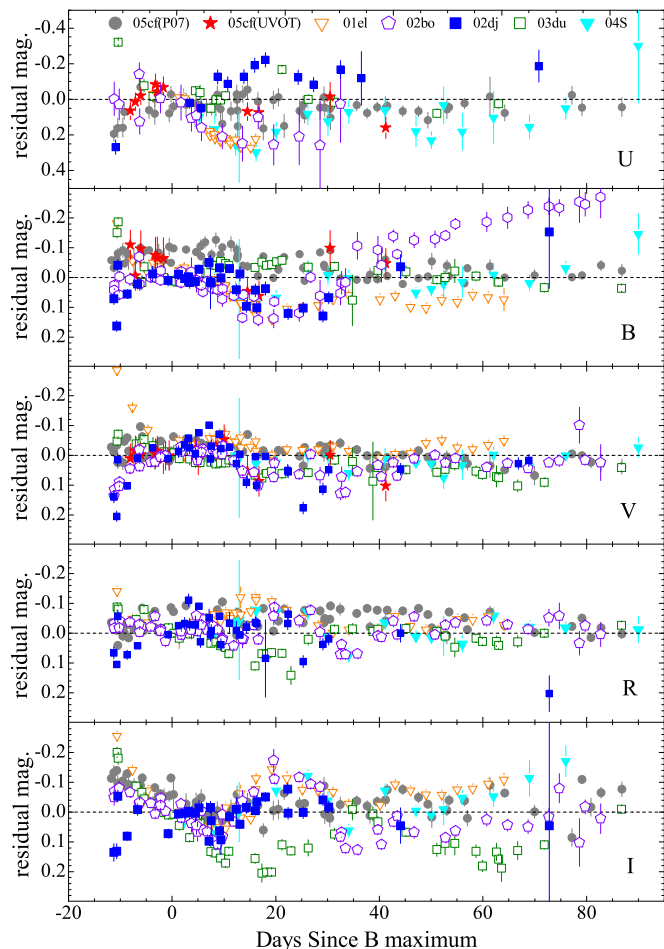 05cf(P07) 05cf(UVOT) 01el 02bo 02dj 03du 04S
residual mag.
-0.4
-0.2
0.0
0.2
0.4
U
residual mag.
-0.2
-0.1
0.0
0.1
0.2
B
residual mag.
-0.2
-0.1
0.0
0.1
0.2
V
residual mag.
-0.2
-0.1
0.0
0.1
0.2
R
residual mag.
-0.2
-0.1
0.0
0.1
0.2
I
-20 0 20 40 60 80
Days Since B maximum